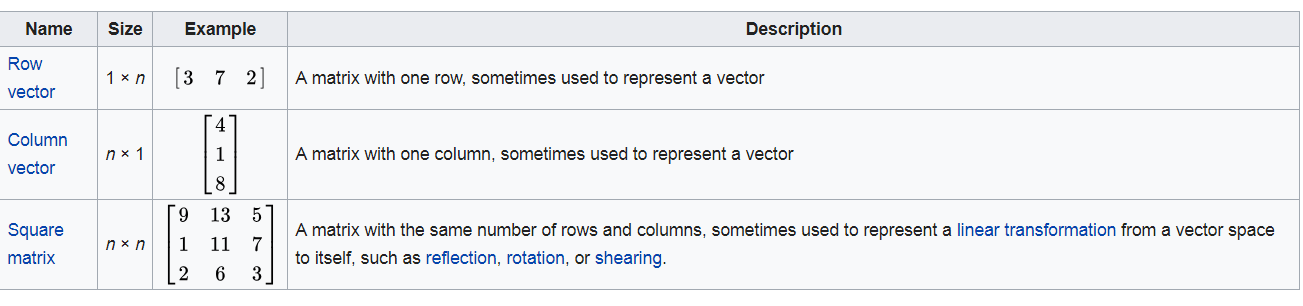 Name Size Example Description
Row vector 1 × n [3 7 2] A matrix with one row, sometimes used to represent a vector
Column vector n × 1 [4 1 8] A matrix with one column, sometimes used to represent a vector
Square matrix n × n [9 13 5 1 11 7 2 6 3] A matrix with the same number of rows and columns, sometimes used to represent a linear transformation from a vector space
to itself, such as reflection, rotation, or shearing.